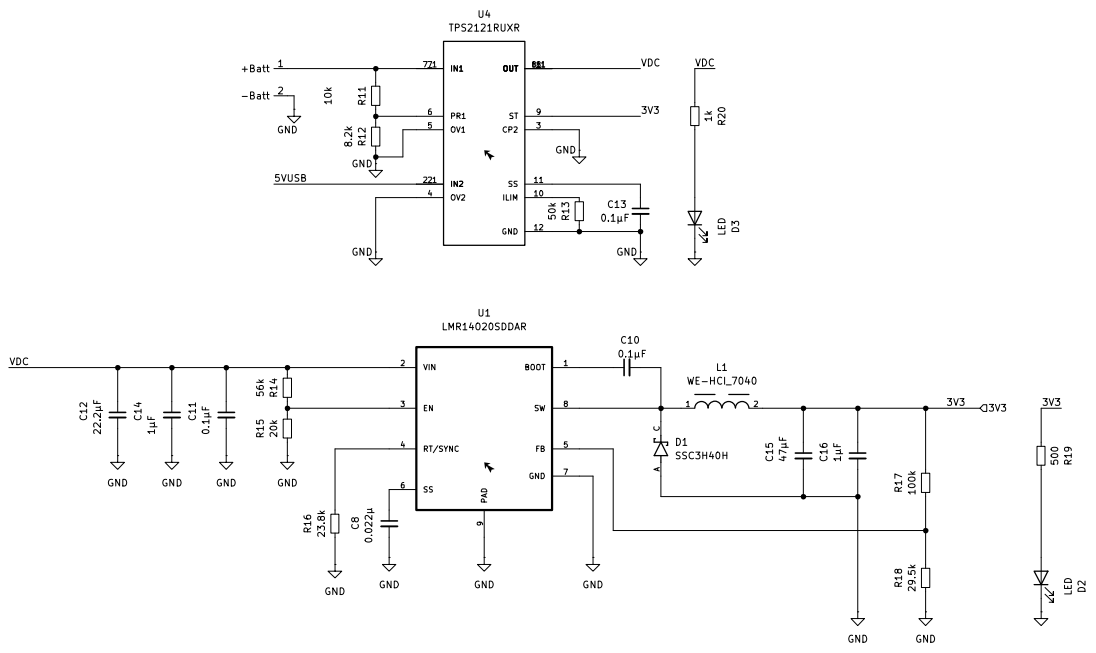 U4
TPS2121RUXR
+Batt 1
-Batt 2
GND
10k
R11
8.2k
R12
GND
5VUSB
GND
IN1
6 PR1
5 OV1
IN2
4 OV2
OUT
ST 9
CP2 3
SS 11
ILIM 10
GND 12
VDC
3V3
GND
50k
R13
C13
0.1µF
GND
VDC
1k
R20
LED
D3
U1
LMR14020SDDAR
VDC
C12
22.2µF
GND
C14
1µF
GND
C11
0.1µF
GND
56k
R14
R15
20k
GND
2 VIN
3 EN
4 RT/SYNC
6 SS
R16
23.8k
GND
C8
0.022µ
GND
PAD
9
GND
BOOT 1
SW 8
FB 5
GND 7
GND
C10
0.1µF
L1
WE-HCI_7040
1 2
C
A
D1
SSC3H40H
C15
47µF
C16
1µF
GND
3V3
3V3
R17
100k
R18
29.5k
GND
3V3
500
R19
LED
D2